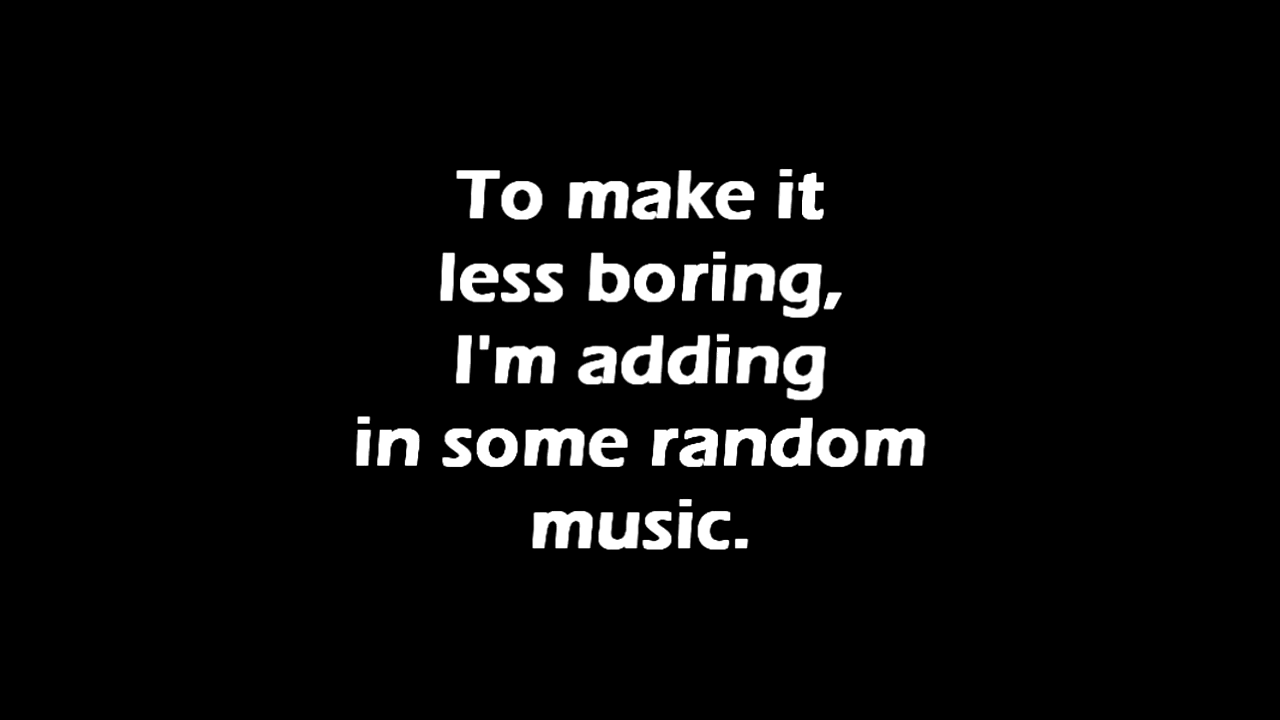 To make it
less boring,
I'm adding
in some random
music.